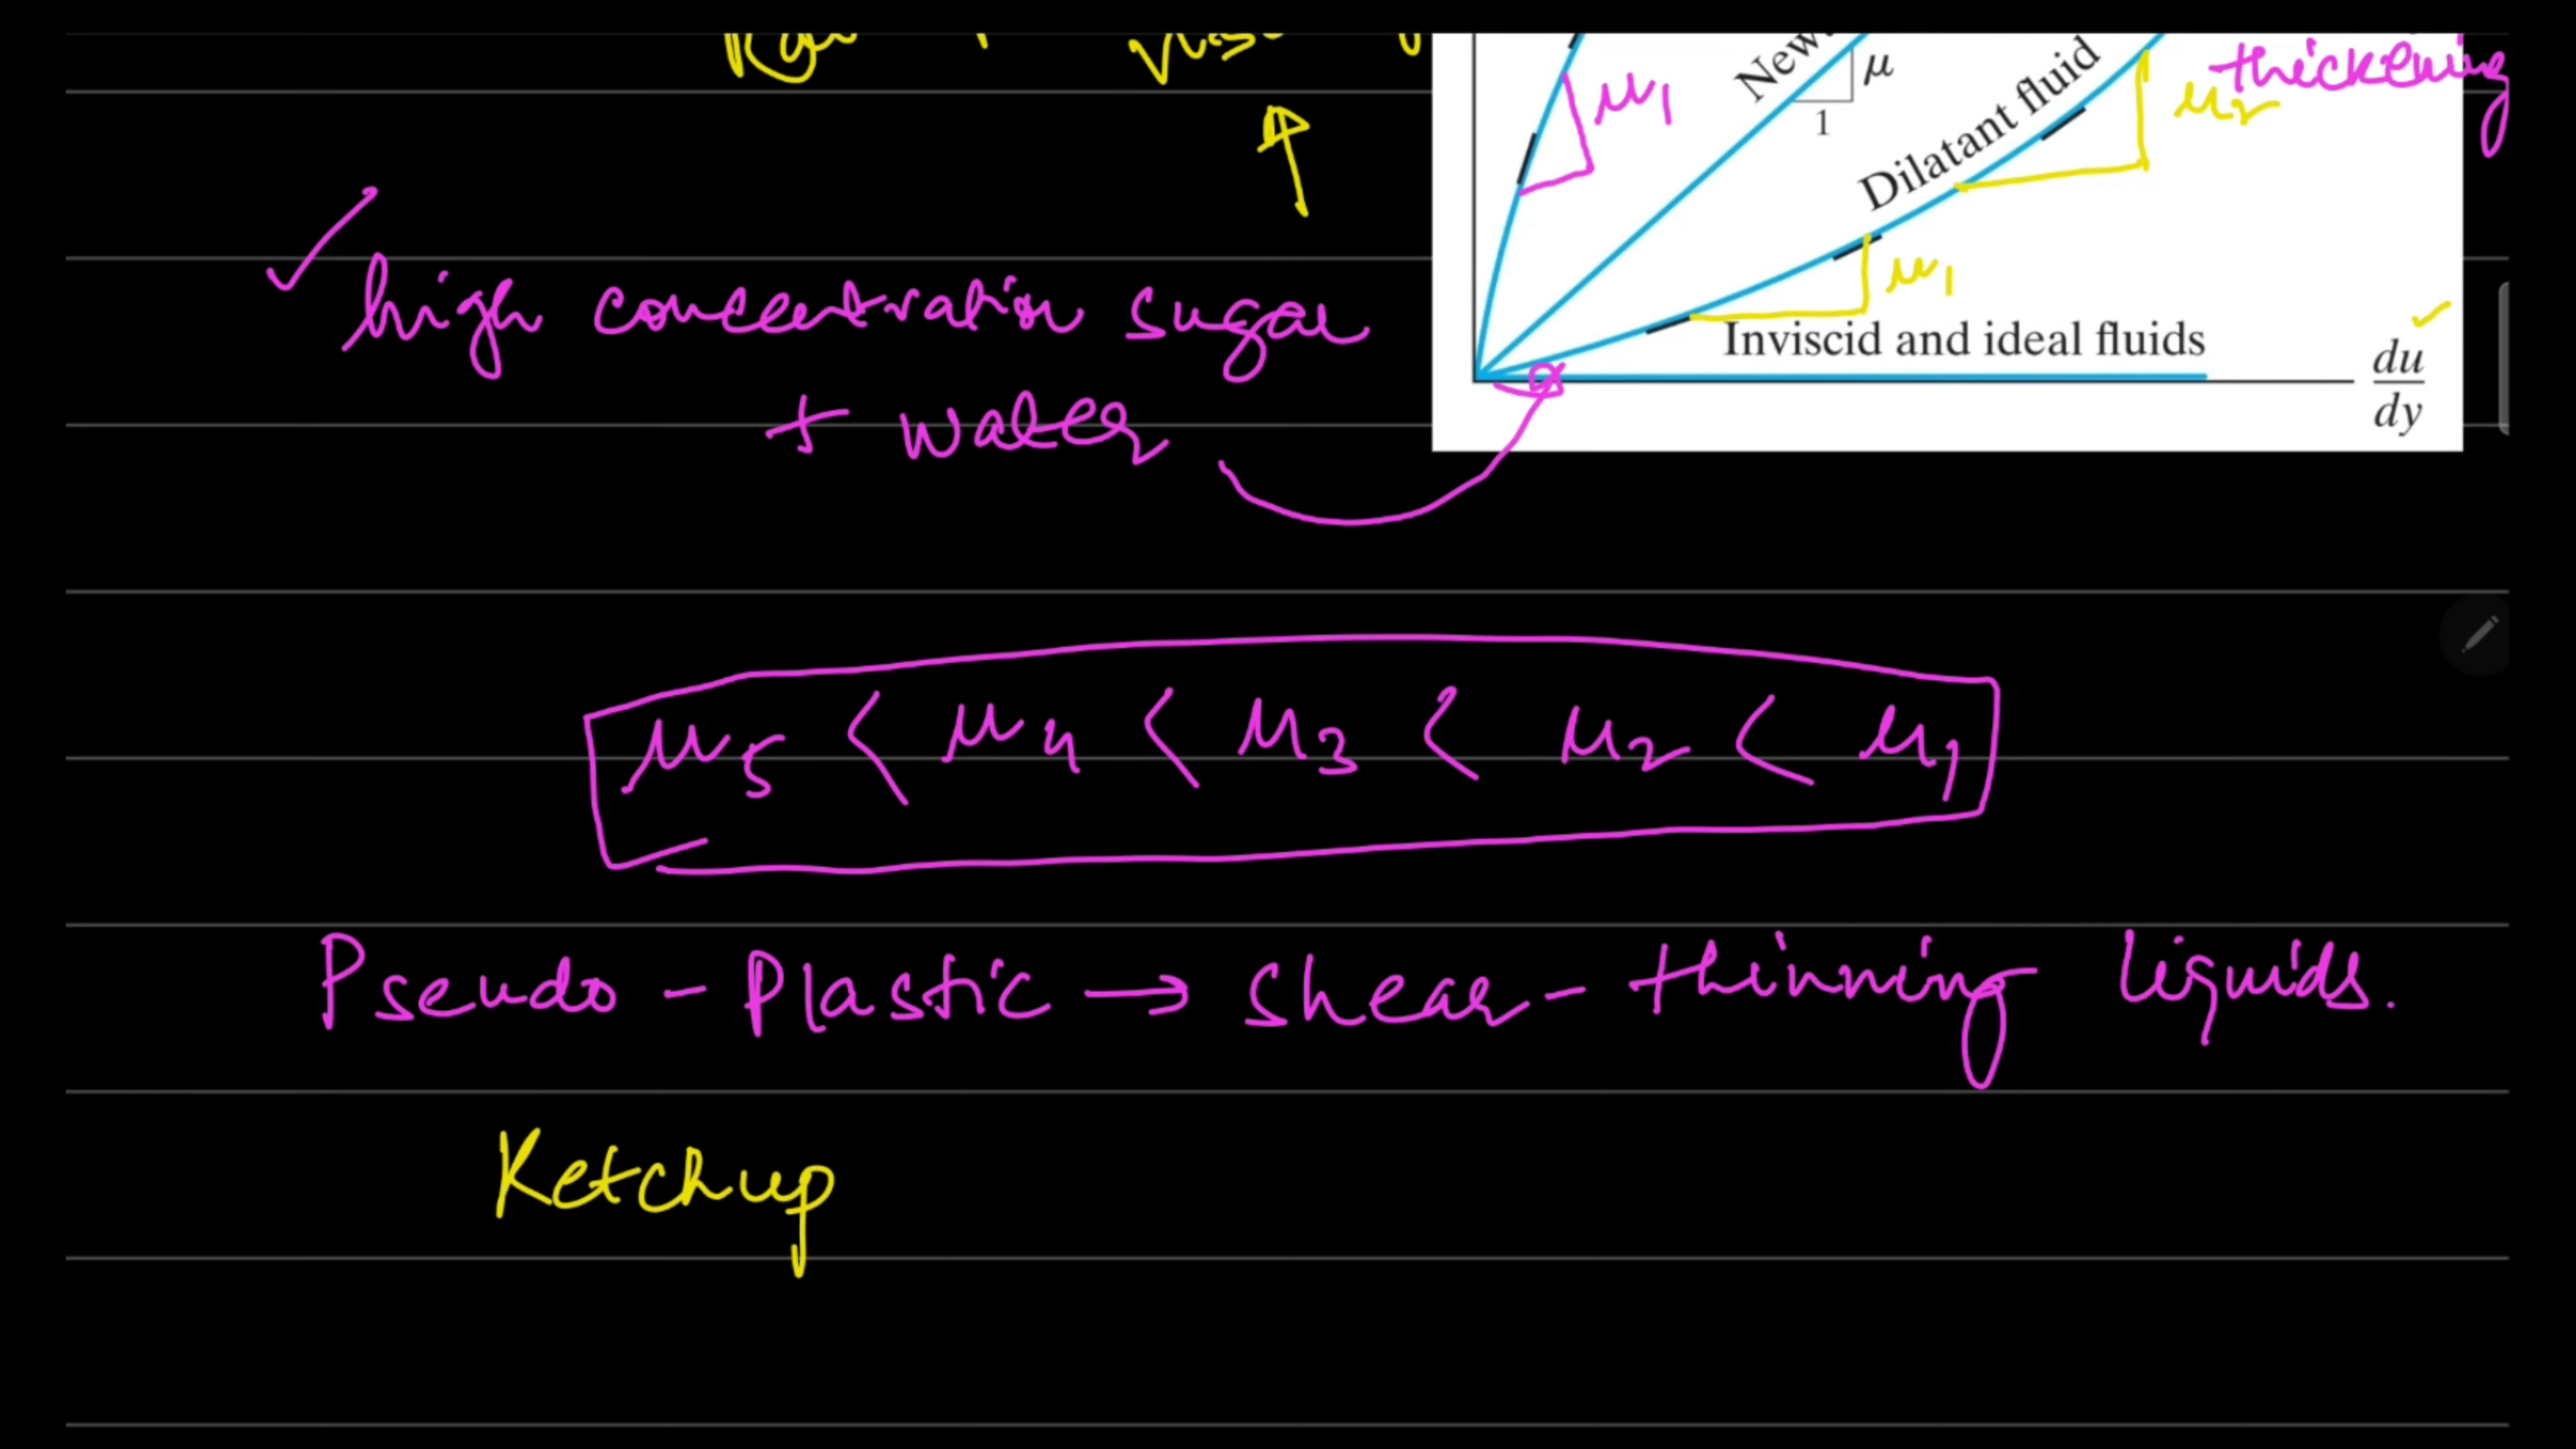 thickening
μ₁
μ
1
μ₂
Dilatant fluid
μ₁
Inviscid and ideal fluids
du
dy
high concentration sugar
+ water
μ₅ < μ₄ < μ₃ < μ₂ < μ₁
Pseudo - Plastic → shear - thinning liquids.
Ketchup